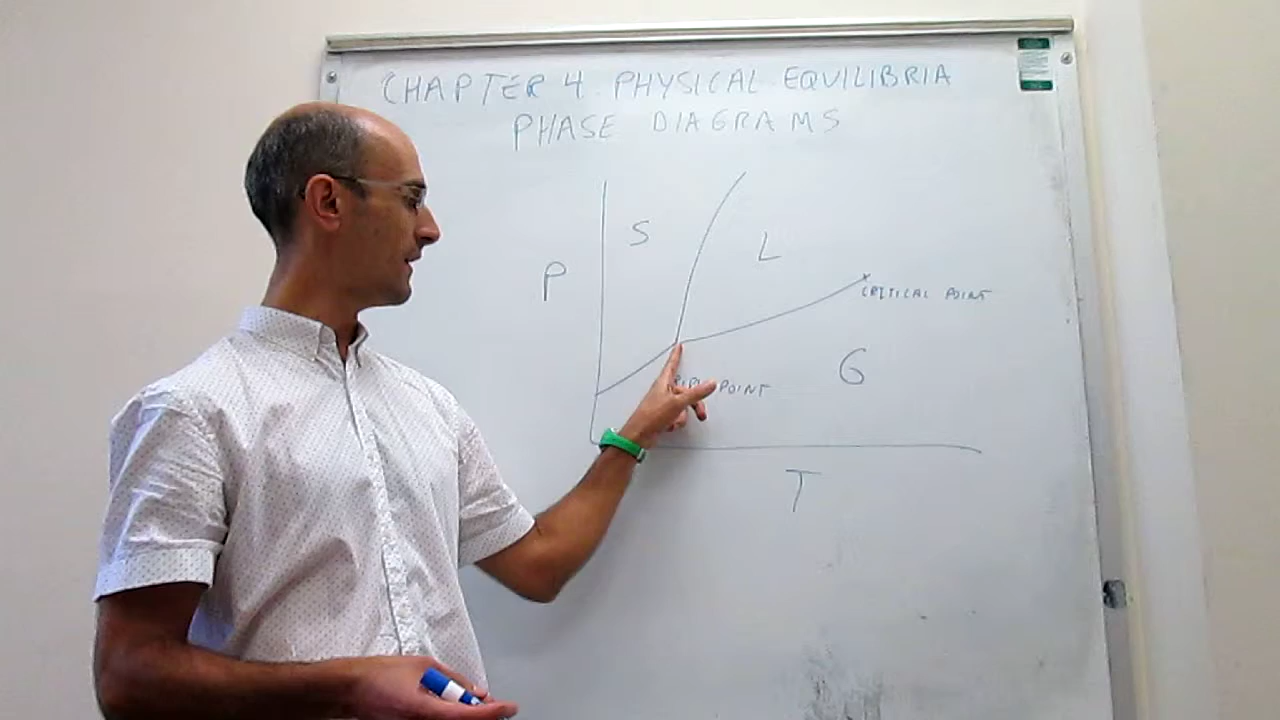 CHAPTER 4 PHYSICAL EQUILIBRIA
PHASE DIAGRAMS
S
L
P
CRITICAL POINT
G
POINT
T